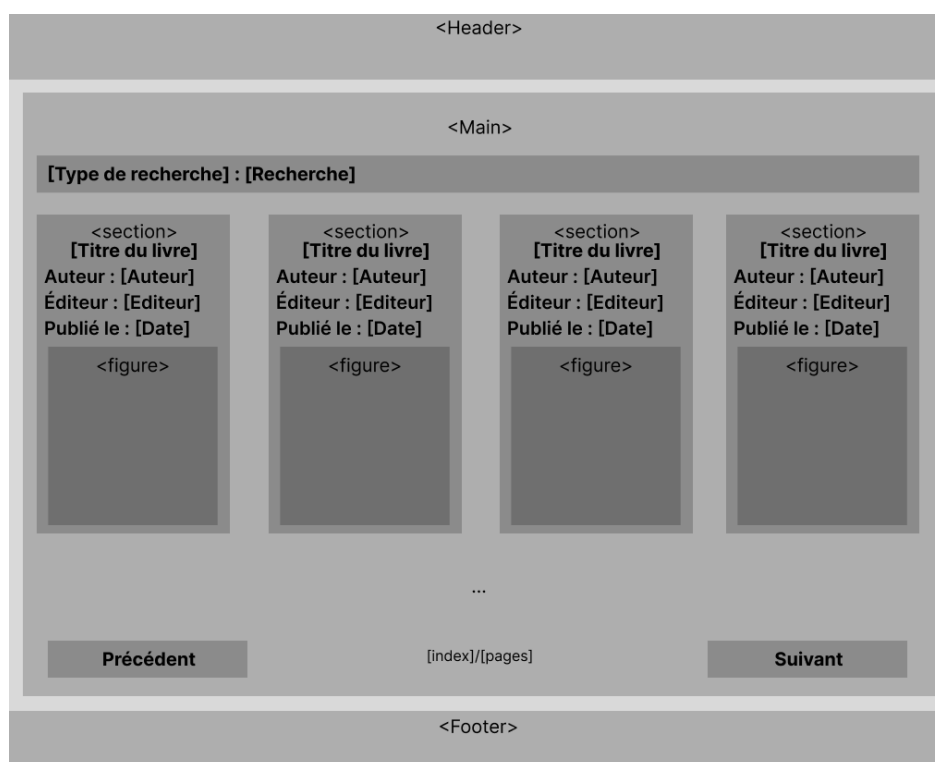 <Header>
<Main>
[Type de recherche] : [Recherche]
<section>
[Titre du livre]
Auteur : [Auteur]
Éditeur : [Editeur]
Publié le : [Date]
<figure>
<section>
[Titre du livre]
Auteur : [Auteur]
Éditeur : [Editeur]
Publié le : [Date]
<figure>
<section>
[Titre du livre]
Auteur : [Auteur]
Éditeur : [Editeur]
Publié le : [Date]
<figure>
<section>
[Titre du livre]
Auteur : [Auteur]
Éditeur : [Editeur]
Publié le : [Date]
<figure>
...
Précédent
[index]/[pages]
Suivant
<Footer>